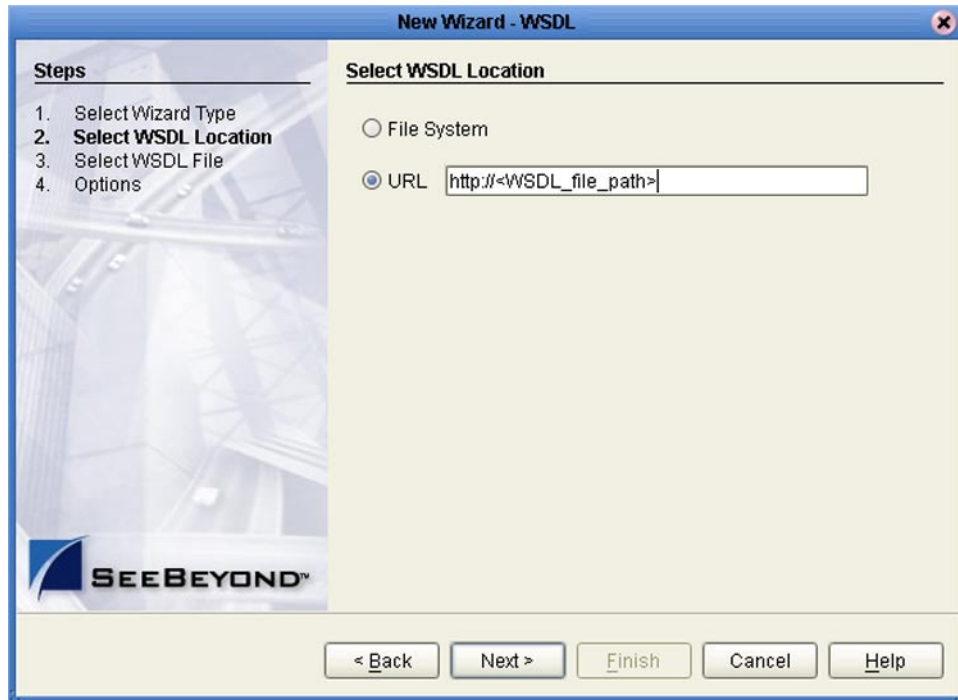 New Wizard - WSDL
Steps
1. Select Wizard Type
2. Select WSDL Location
3. Select WSDL File
4. Options
Select WSDL Location
File System
URL http://<WSDL_file_path>
SEEBEYOND™
< Back Next > Finish Cancel Help